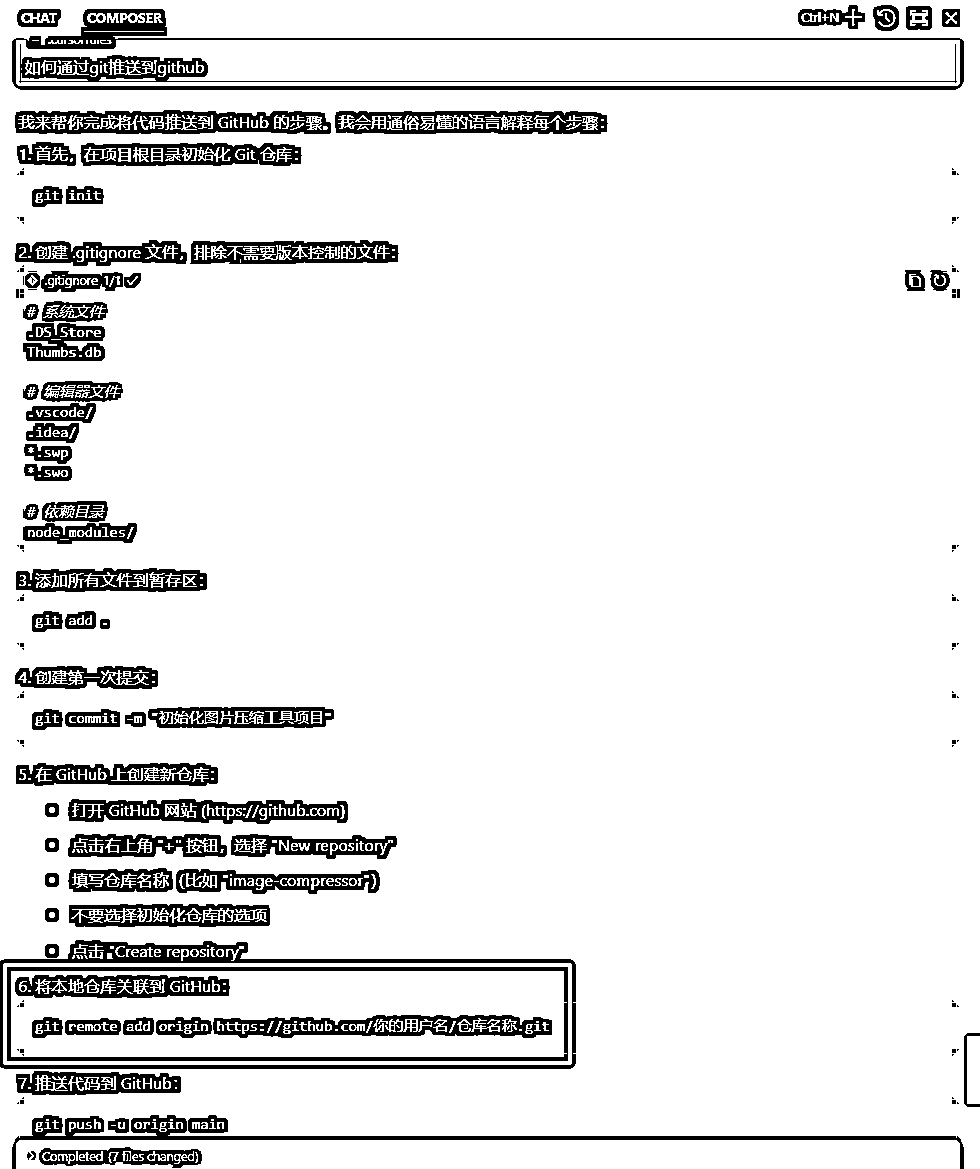 CHAT COMPOSER Ctrl+N
.cursorrules
如何通过git推送到github
我来帮你完成将代码推送到 GitHub 的步骤。我会用通俗易懂的语言解释每个步骤：
1. 首先，在项目根目录初始化 Git 仓库：
git init
2. 创建 .gitignore 文件，排除不需要版本控制的文件：
.gitignore 1/1 ✓
# 系统文件
.DS_Store
Thumbs.db
# 编辑器文件
.vscode/
.idea/
*.swp
*.swo
# 依赖目录
node_modules/
3. 添加所有文件到暂存区：
git add .
4. 创建第一次提交：
git commit -m "初始化图片压缩工具项目"
5. 在 GitHub 上创建新仓库：
打开 GitHub 网站 (https://github.com)
点击右上角 "+" 按钮，选择 "New repository"
填写仓库名称（比如 "image-compressor"）
不要选择初始化仓库的选项
点击 "Create repository"
6. 将本地仓库关联到 GitHub：
git remote add origin https://github.com/你的用户名/仓库名称.git
7. 推送代码到 GitHub：
git push -u origin main
Completed (7 files changed)